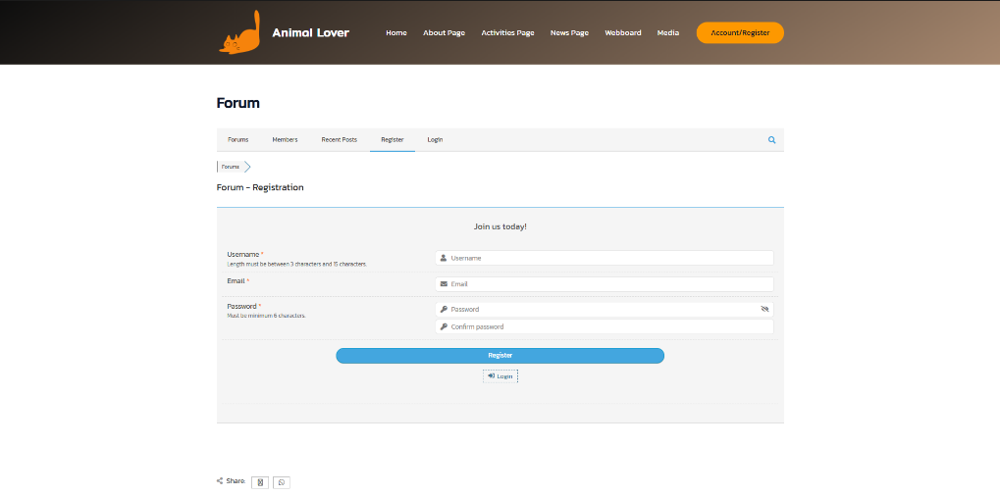 Animal Lover
Home About Page Activities Page News Page Webboard Media Account/Register
Forum
Forums Members Recent Posts Register Login
Forums
Forum - Registration
Join us today!
Username *
Length must be between 3 characters and 15 characters.
Username
Email *
Email
Password *
Must be minimum 6 characters.
Password
Confirm password
Register
Login
Share: